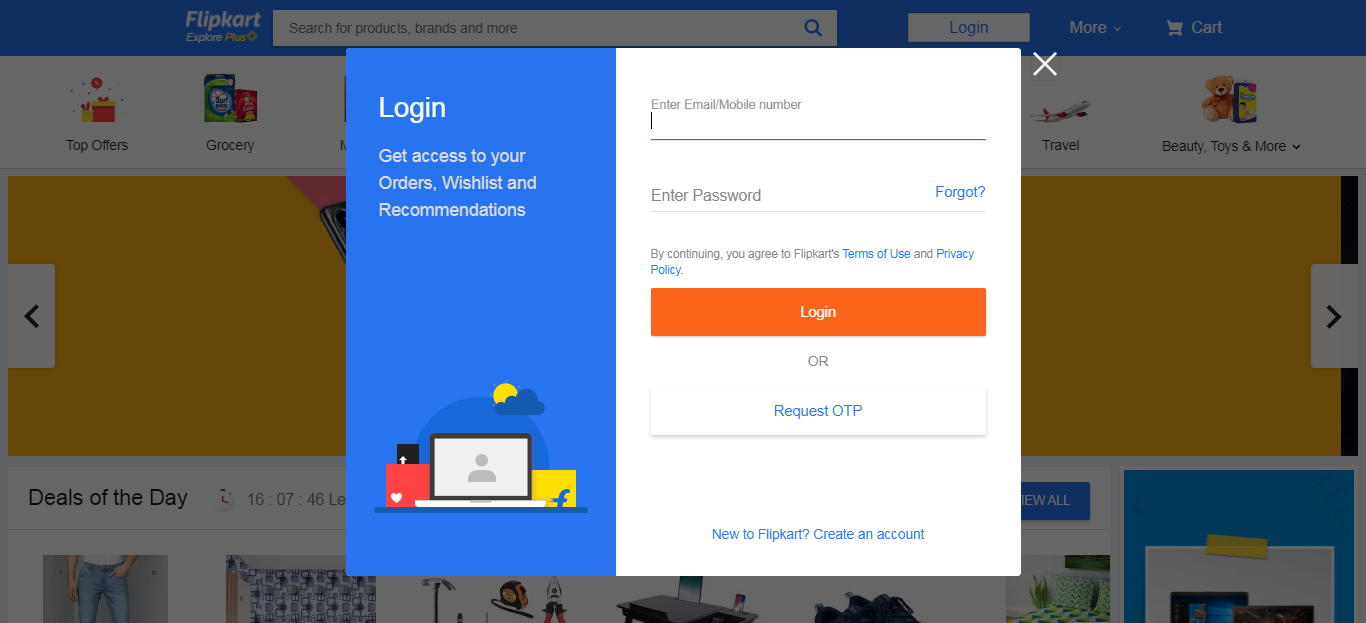 Flipkart
Explore Plus
Search for products, brands and more
Login
More
Cart
Top Offers
Grocery
Travel
Beauty, Toys & More
Login
Get access to your
Orders, Wishlist and
Recommendations
Enter Email/Mobile number
Enter Password
Forgot?
By continuing, you agree to Flipkart's Terms of Use and Privacy
Policy.
Login
OR
Request OTP
New to Flipkart? Create an account
Deals of the Day
16 : 07 : 46